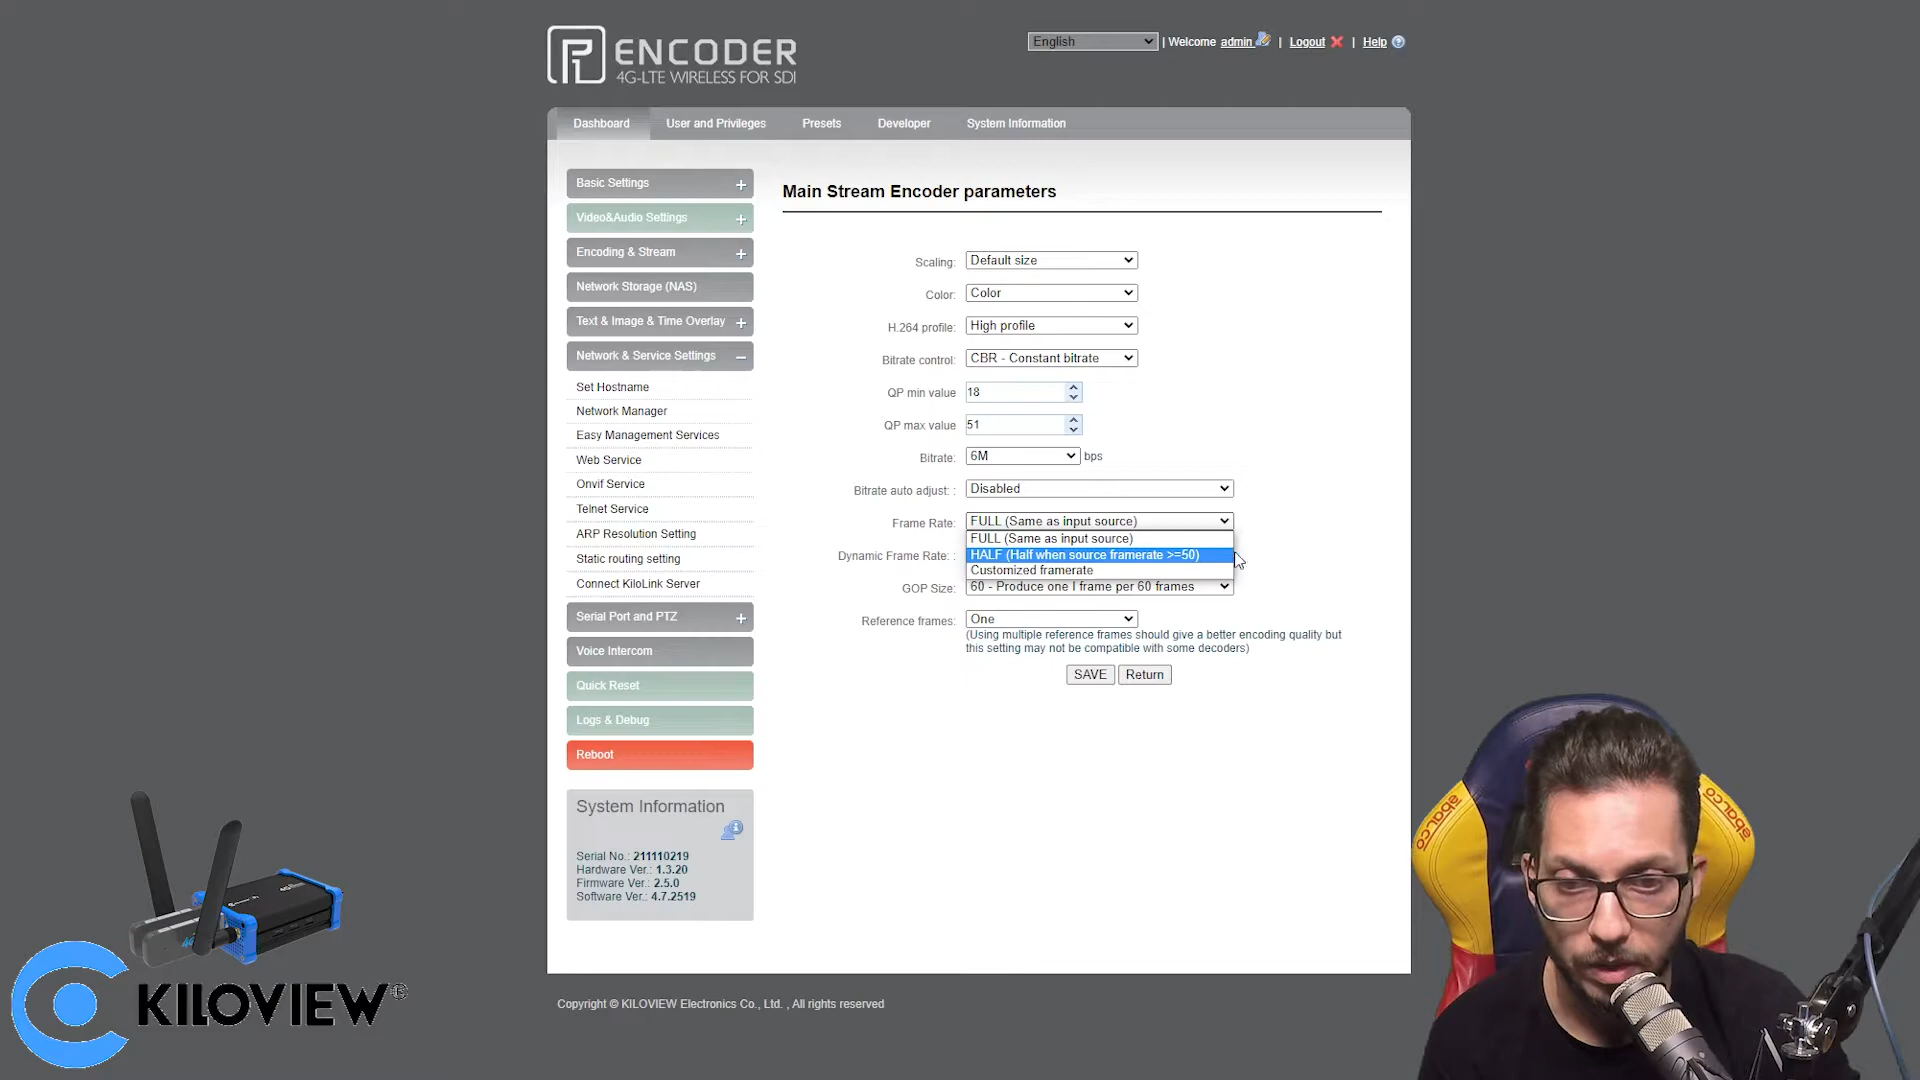 ENCODER
4G-LTE WIRELESS FOR SDI
English | Welcome admin | Logout | Help
Dashboard User and Privileges Presets Developer System Information
Basic Settings
Video&Audio Settings
Encoding & Stream
Network Storage (NAS)
Text & Image & Time Overlay
Network & Service Settings
Set Hostname
Network Manager
Easy Management Services
Web Service
Onvif Service
Telnet Service
ARP Resolution Setting
Static routing setting
Connect KiloLink Server
Serial Port and PTZ
Voice Intercom
Quick Reset
Logs & Debug
Reboot
System Information
Serial No.: 211110219
Hardware Ver.: 1.3.20
Firmware Ver.: 2.5.0
Software Ver.: 4.7.2519
Main Stream Encoder parameters
Scaling: Default size
Color: Color
H.264 profile: High profile
Bitrate control: CBR - Constant bitrate
QP min value 18
QP max value 51
Bitrate: 6M bps
Bitrate auto adjust: : Disabled
Frame Rate: FULL (Same as input source)
FULL (Same as input source)
Dynamic Frame Rate: : HALF (Half when source framerate >=50)
Customized framerate
GOP Size: 60 - Produce one I frame per 60 frames
Reference frames: One
(Using multiple reference frames should give a better encoding quality but
this setting may not be compatible with some decoders)
SAVE Return
Copyright © KILOVIEW Electronics Co., Ltd. , All rights reserved
KILOVIEW®